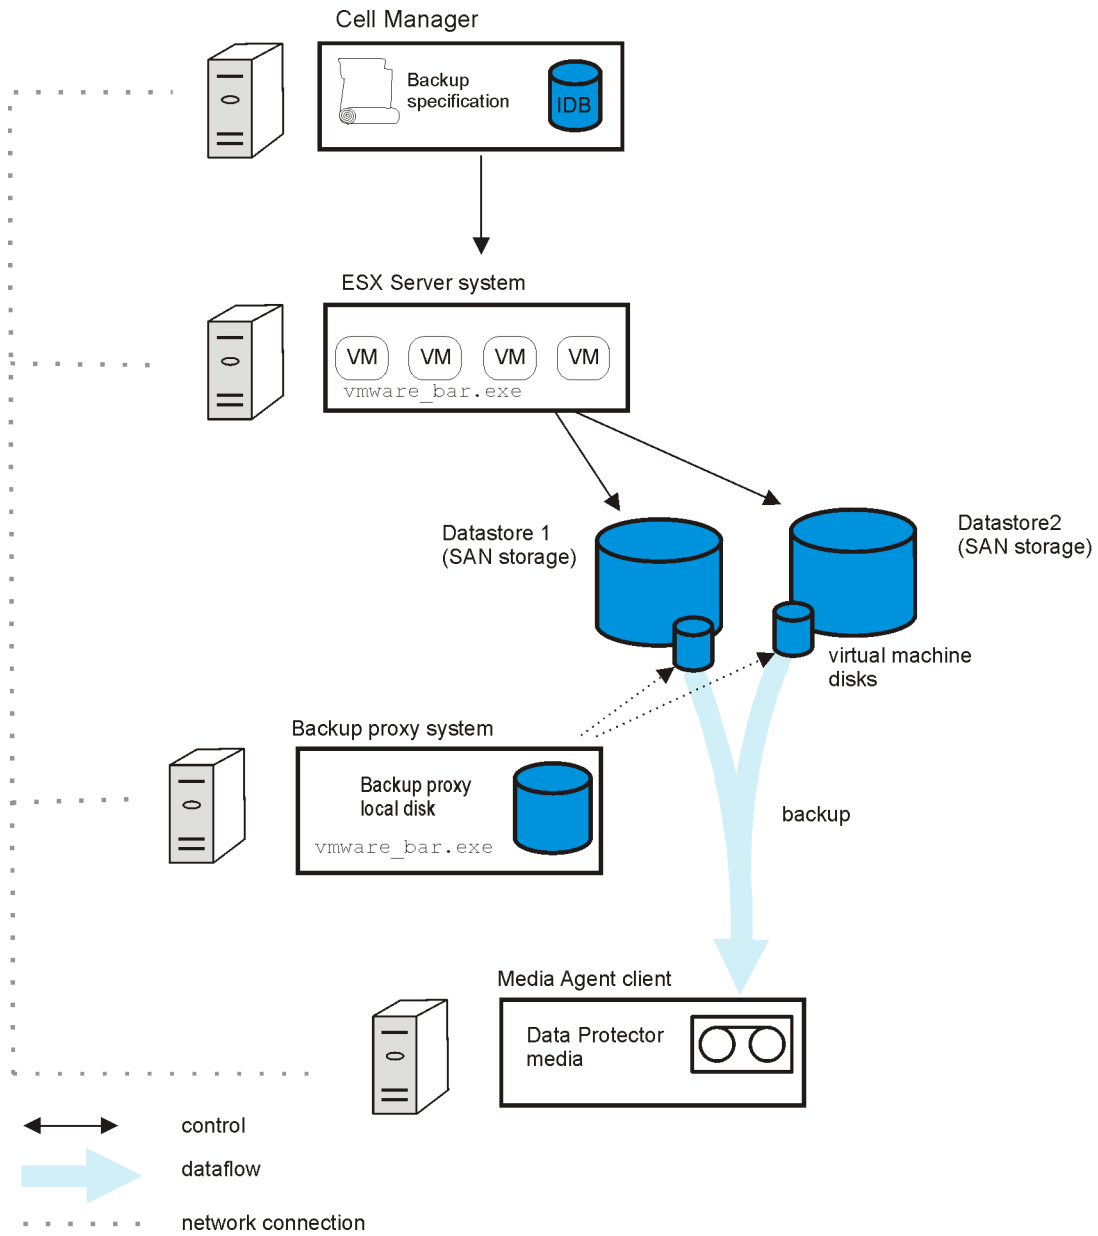 Cell Manager
Backup
specification
IDB
ESX Server system
VM VM VM VM
vmware_bar.exe
Datastore 1
(SAN storage)
Datastore2
(SAN storage)
virtual machine
disks
Backup proxy system
Backup proxy
local disk
vmware_bar.exe
backup
Media Agent client
Data Protector
media
control
dataflow
network connection